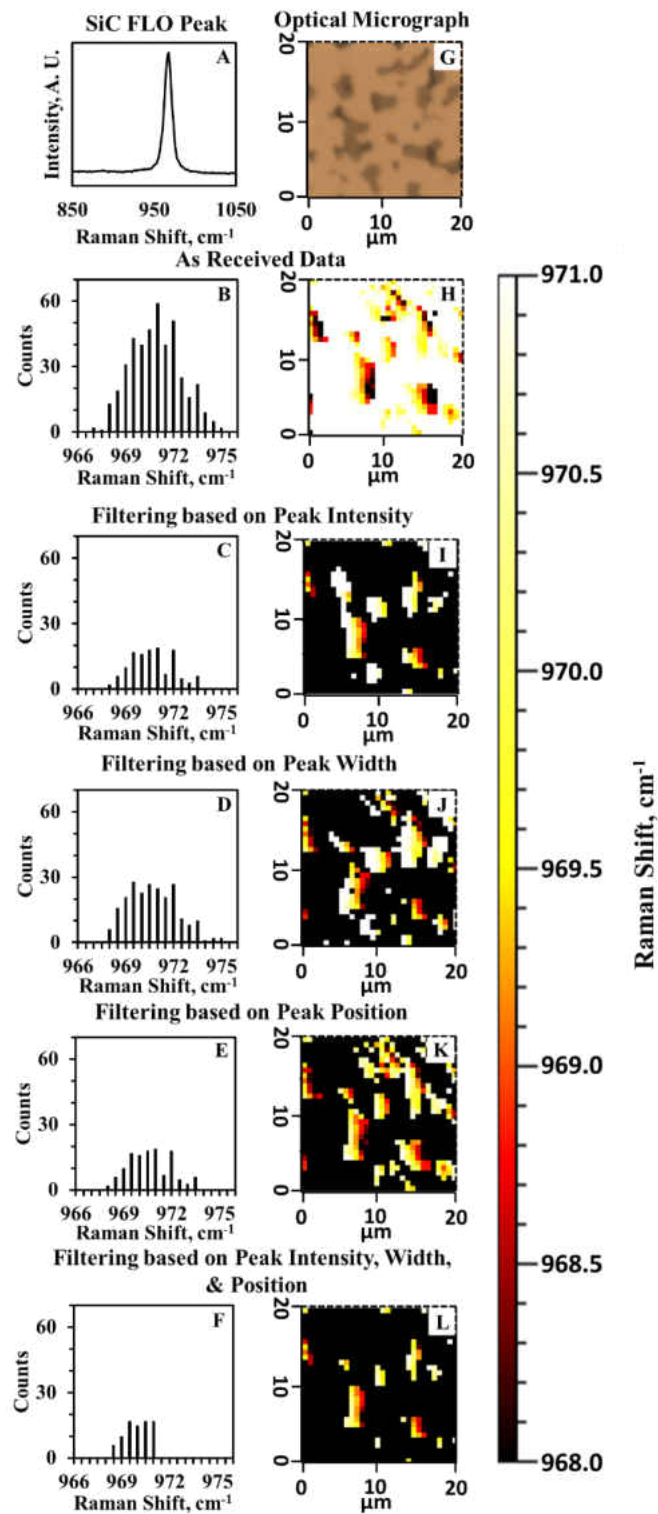 SiC FLO Peak
Optical Micrograph
Intensity, A. U.
A
850 950 1050
Raman Shift, cm-1
G
20
10
0
0 10 20
μm
As Received Data
Counts
60
30
0
B
966 969 972 975
Raman Shift, cm-1
H
20
10
0
0 10 20
μm
Filtering based on Peak Intensity
Counts
60
30
0
C
966 969 972 975
Raman Shift, cm-1
I
20
10
0
0 10 20
μm
Filtering based on Peak Width
Counts
60
30
0
D
966 969 972 975
Raman Shift, cm-1
J
20
10
0
0 10 20
μm
Filtering based on Peak Position
Counts
60
30
0
E
966 969 972 975
Raman Shift, cm-1
K
20
10
0
0 10 20
μm
Filtering based on Peak Intensity, Width,
& Position
Counts
60
30
0
F
966 969 972 975
Raman Shift, cm-1
L
20
10
0
0 10 20
μm
971.0
970.5
970.0
969.5
969.0
968.5
968.0
Raman Shift, cm-1